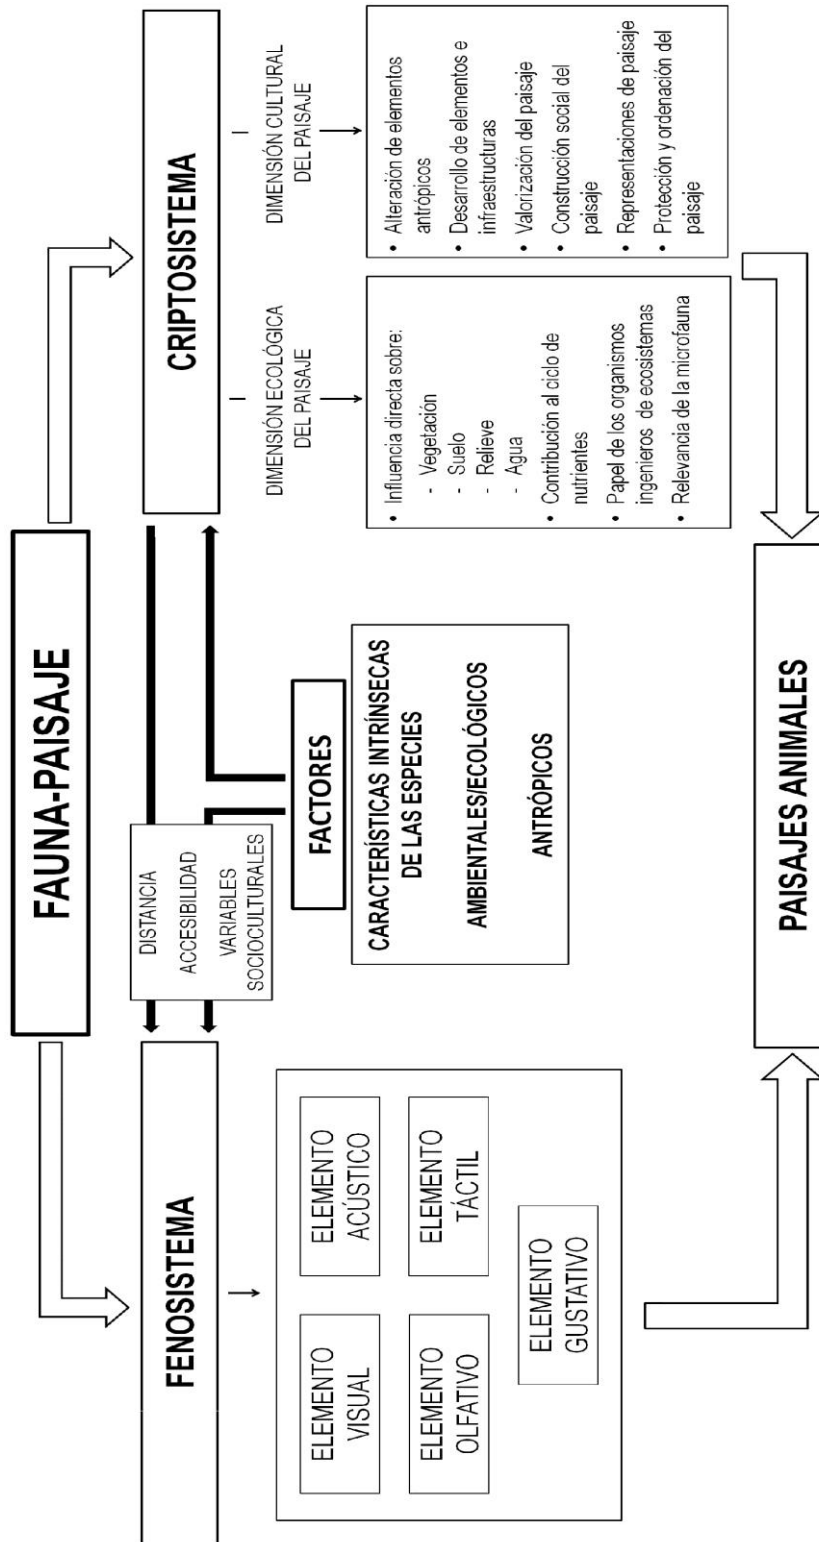 FAUNA-PAISAJE
FENOSISTEMA
DISTANCIA
ACCESIBILIDAD
VARIABLES
SOCIOCULTURALES
CRIPTOSISTEMA
ELEMENTO
VISUAL
ELEMENTO
ACÚSTICO
ELEMENTO
OLFATIVO
ELEMENTO
TÁCTIL
ELEMENTO
GUSTATIVO
FACTORES
CARACTERÍSTICAS INTRÍNSECAS
DE LAS ESPECIES
AMBIENTALES/ECOLÓGICOS
ANTRÓPICOS
DIMENSIÓN ECOLÓGICA
DEL PAISAJE
• Influencia directa sobre:
- Vegetación
- Suelo
- Relieve
- Agua
• Contribución al ciclo de
nutrientes
• Papel de los organismos
ingenieros de ecosistemas
• Relevancia de la microfauna
DIMENSIÓN CULTURAL
DEL PAISAJE
• Alteración de elementos
antrópicos
• Desarrollo de elementos e
infraestructuras
• Valorización del paisaje
• Construcción social del
paisaje
• Representaciones de paisaje
• Protección y ordenación del
paisaje
PAISAJES ANIMALES